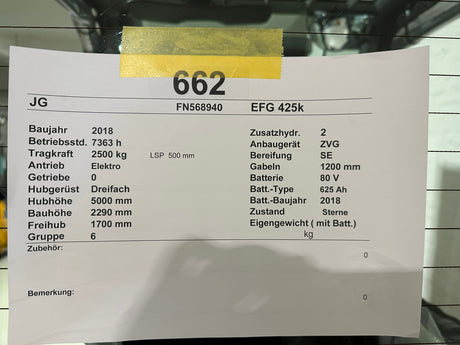 662
JG FN568940 EFG 425k
Baujahr 2018 Zusatzhydr. 2
Betriebsstd. 7363 h Anbaugerät ZVG
Tragkraft 2500 kg LSP 500 mm Bereifung SE
Antrieb Elektro Gabeln 1200 mm
Getriebe 0 Batterie 80 V
Hubgerüst Dreifach Batt.-Type 625 Ah
Hubhöhe 5000 mm Batt.-Baujahr 2018
Bauhöhe 2290 mm Zustand Sterne
Freihub 1700 mm Eigengewicht ( mit Batt.)
Gruppe 6 kg
Zubehör: 0
Bemerkung: 0